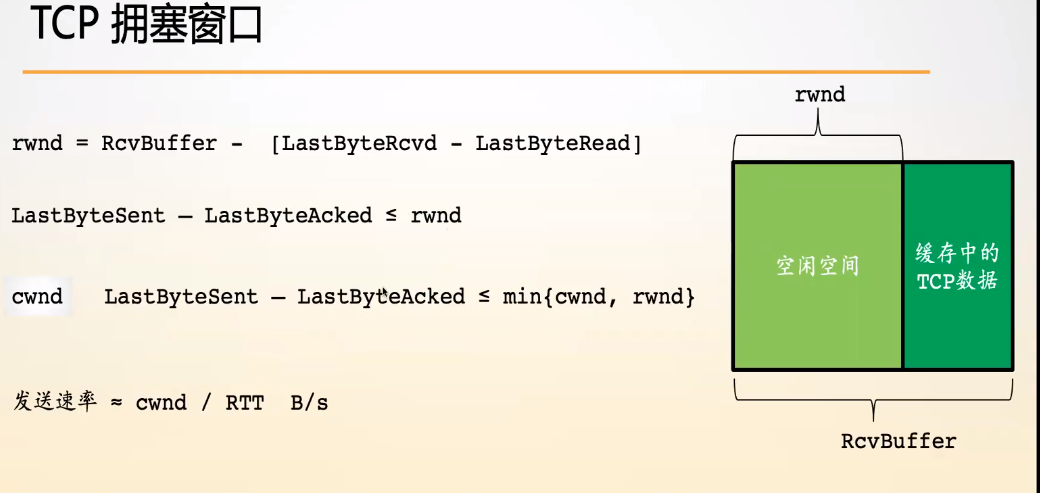 TCP 拥塞窗口
rwnd = RcvBuffer - [LastByteRcvd - LastByteRead]
LastByteSent – LastByteAcked ≤ rwnd
cwnd LastByteSent – LastByteAcked ≤ min{cwnd, rwnd}
发送速率 ≈ cwnd / RTT B/s
rwnd
空闲空间
缓存中的
TCP数据
RcvBuffer